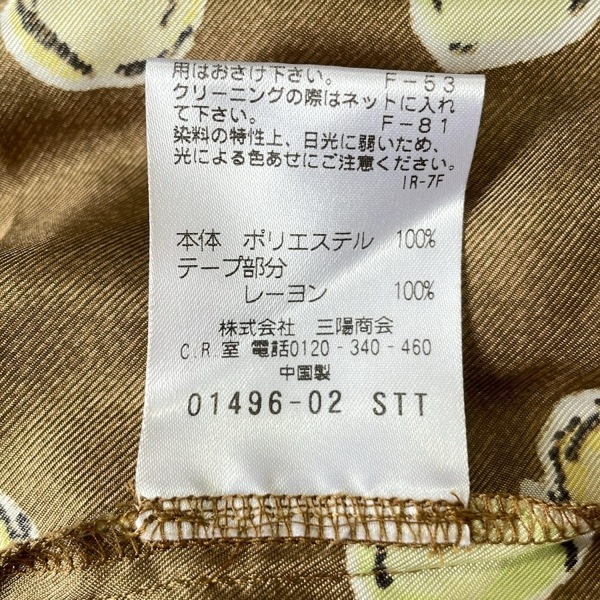 用はおさけ下さい。 F-53
クリーニングの際はネットに入れ
て下さい。 F-81
染料の特性上、日光に弱いため、
光による色あせにご注意ください。
IR-7F
本体 ポリエステル 100%
テープ部分
レーヨン 100%
株式会社 三陽商会
C.R.室 電話0120-340-460
中国製
01496-02 STT